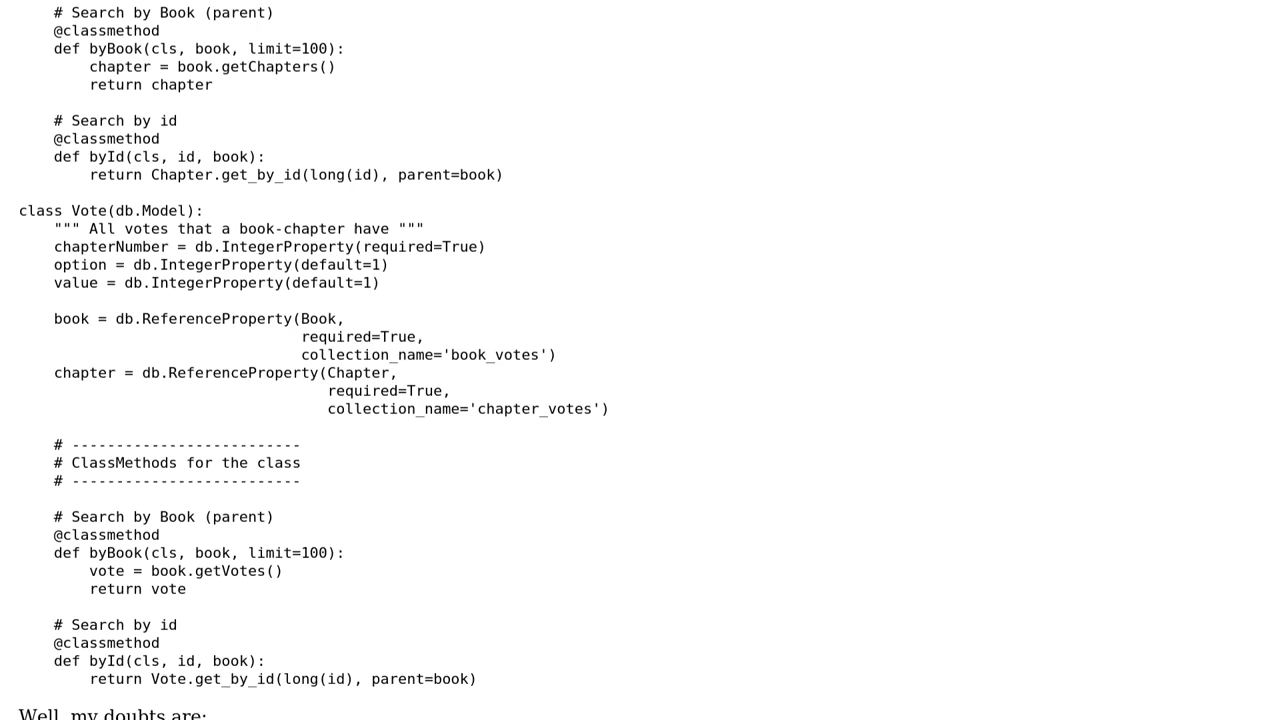 # Search by Book (parent)
    @classmethod
    def byBook(cls, book, limit=100):
        chapter = book.getChapters()
        return chapter

    # Search by id
    @classmethod
    def byId(cls, id, book):
        return Chapter.get_by_id(long(id), parent=book)

class Vote(db.Model):
    """ All votes that a book-chapter have """
    chapterNumber = db.IntegerProperty(required=True)
    option = db.IntegerProperty(default=1)
    value = db.IntegerProperty(default=1)

    book = db.ReferenceProperty(Book,
                                required=True,
                                collection_name='book_votes')
    chapter = db.ReferenceProperty(Chapter,
                                   required=True,
                                   collection_name='chapter_votes')

    # --------------------------
    # ClassMethods for the class
    # --------------------------

    # Search by Book (parent)
    @classmethod
    def byBook(cls, book, limit=100):
        vote = book.getVotes()
        return vote

    # Search by id
    @classmethod
    def byId(cls, id, book):
        return Vote.get_by_id(long(id), parent=book)

Well, my doubts are: